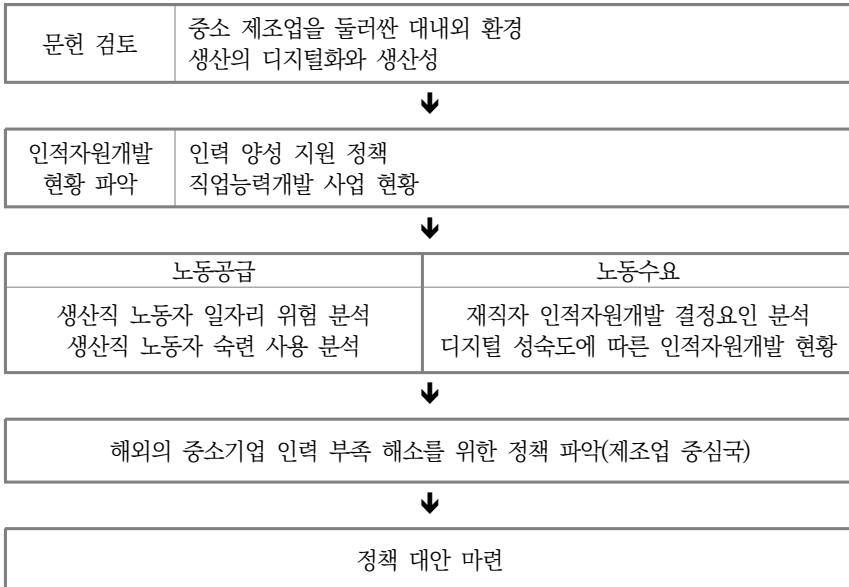 문헌 검토
중소 제조업을 둘러싼 대내외 환경
생산의 디지털화와 생산성
인적자원개발
현황 파악
인력 양성 지원 정책
직업능력개발 사업 현황
노동공급
생산직 노동자 일자리 위험 분석
생산직 노동자 숙련 사용 분석
노동수요
재직자 인적자원개발 결정요인 분석
디지털 성숙도에 따른 인적자원개발 현황
해외의 중소기업 인력 부족 해소를 위한 정책 파악(제조업 중심국)
정책 대안 마련